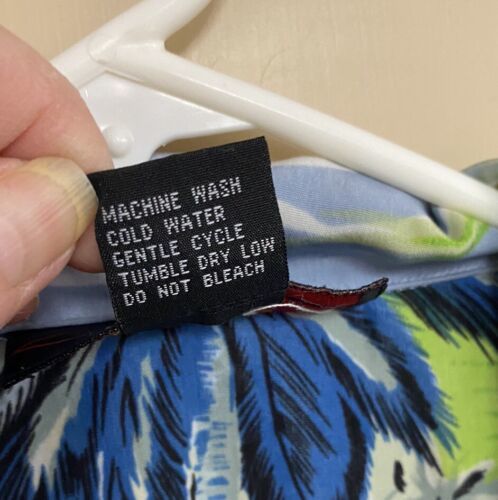 MACHINE WASH
COLD WATER
GENTLE CYCLE
TUMBLE DRY LOW
DO NOT BLEACH